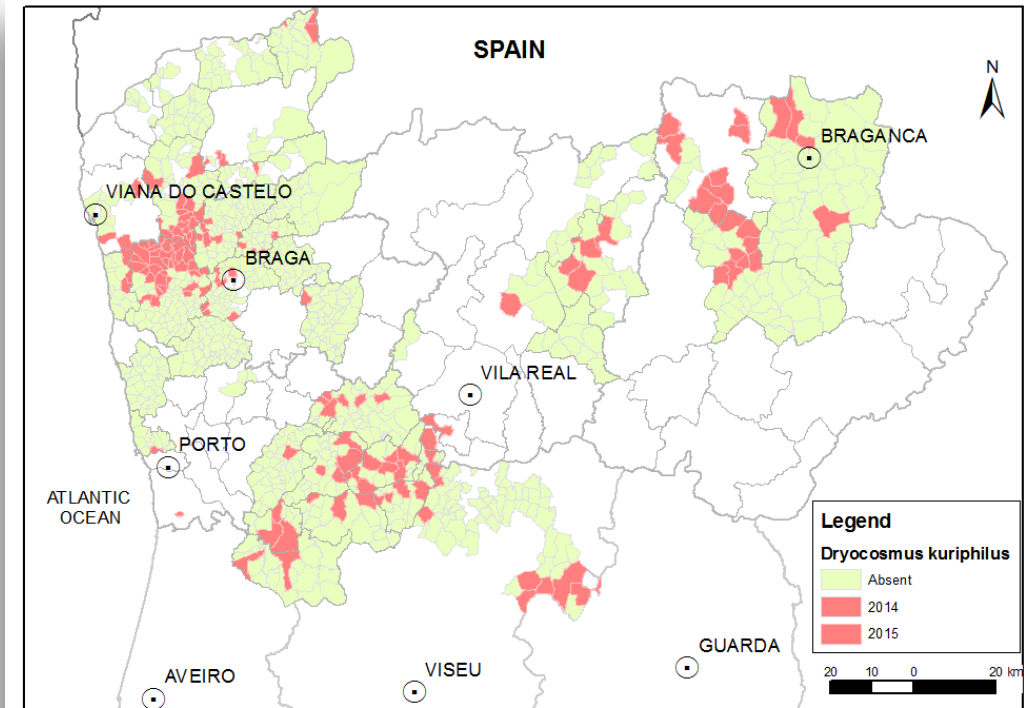 SPAIN
N
BRAGANCA
VIANA DO CASTELO
BRAGA
VILA REAL
PORTO
ATLANTIC
OCEAN
Legend
Dryocosmus kuriphilus
Absent
2014
2015
GUARDA
AVEIRO
VISEU
20 10 0 20 km